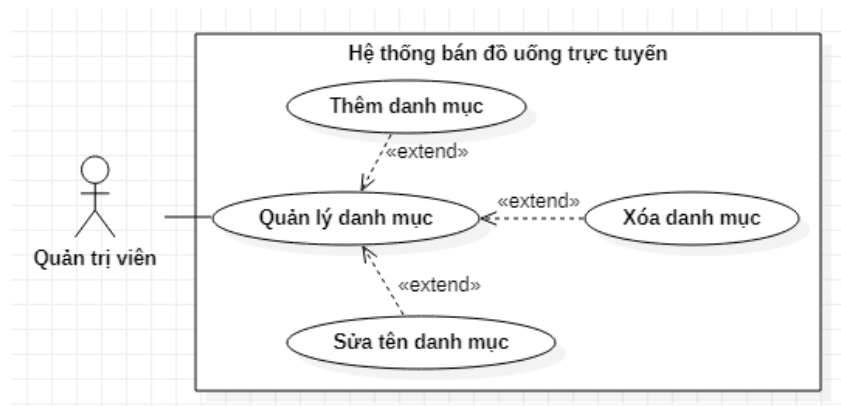 Hệ thống bán đồ uống trực tuyến
Thêm danh mục
«extend»
Quản lý danh mục
«extend»
Xóa danh mục
Quản trị viên
«extend»
Sửa tên danh mục